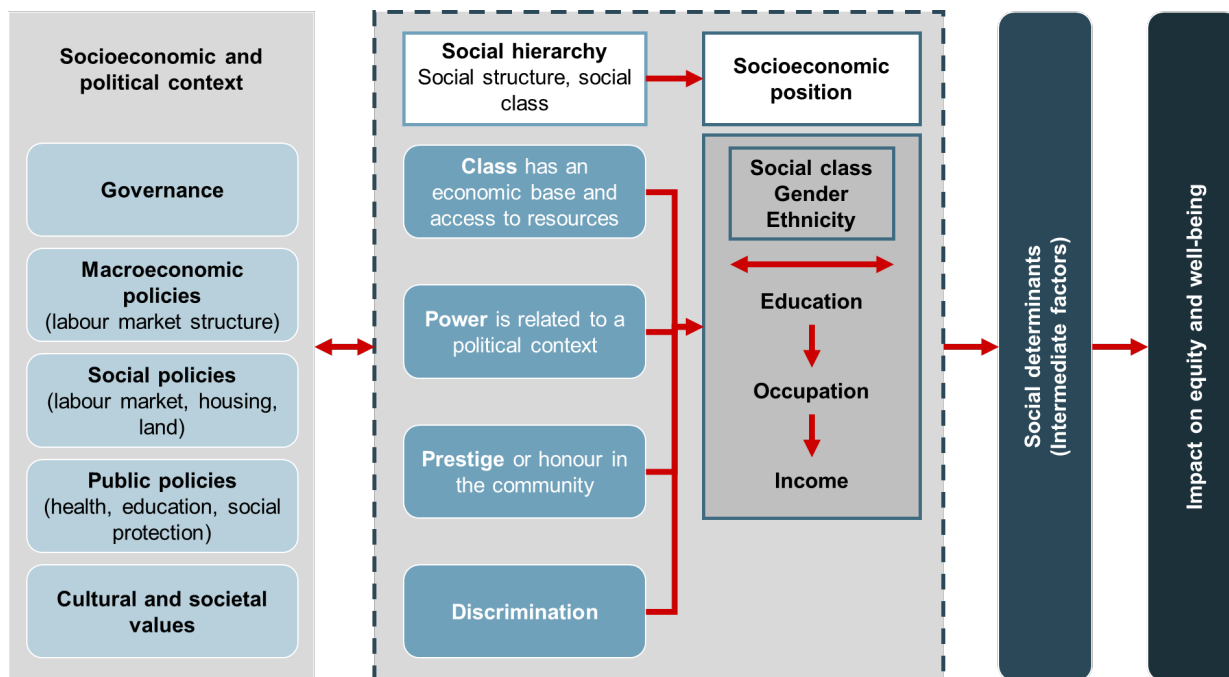 Socioeconomic and
political context
Governance
Macroeconomic
policies
(labour market structure)
Social policies
(labour market, housing,
land)
Public policies
(health, education, social
protection)
Cultural and societal
values
Social hierarchy
Social structure, social
class
Class has an
economic base and
access to resources
Power is related to a
political context
Prestige or honour in
the community
Discrimination
Socioeconomic
position
Social class
Gender
Ethnicity
Education
Occupation
Income
Social determinants
(Intermediate factors)
Impact on equity and well-being